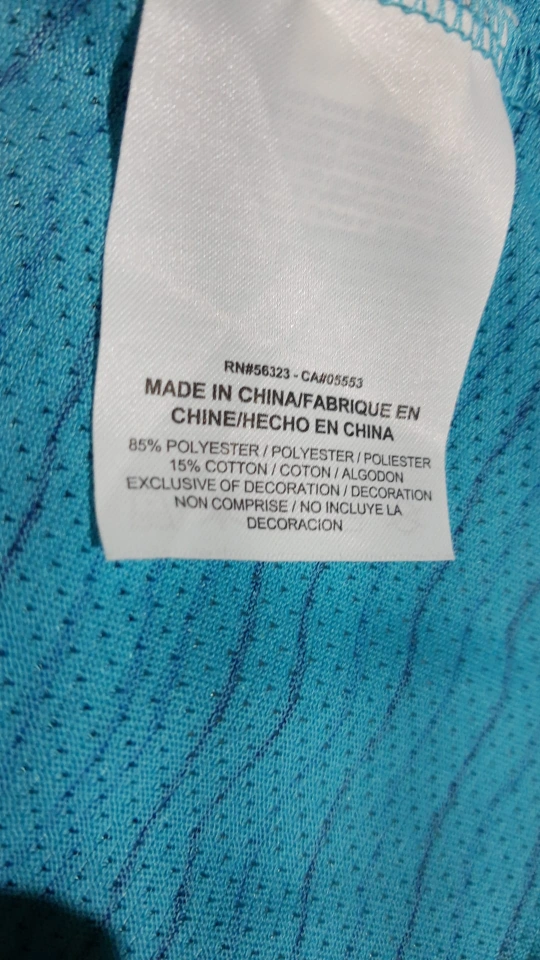 RN#56323 - CA#05553
MADE IN CHINA/FABRIQUE EN
CHINE/HECHO EN CHINA
85% POLYESTER / POLYESTER / POLIESTER
15% COTTON / COTON / ALGODON
EXCLUSIVE OF DECORATION / DECORATION
NON COMPRISE / NO INCLUYE LA
DECORACION